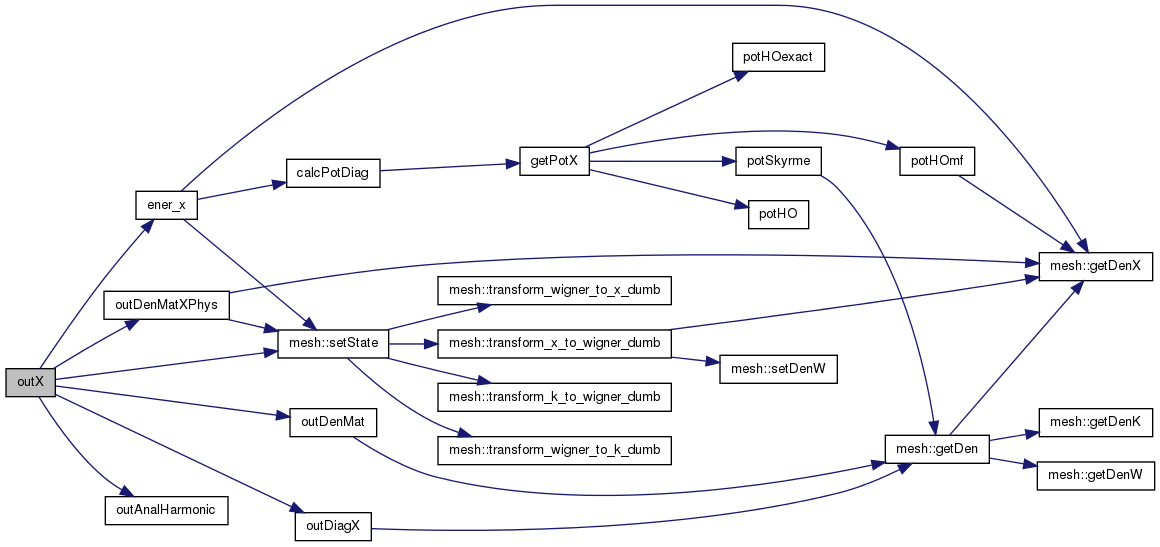 potHOexact
getPotX
potSkyrme
potHOmf
calcPotDiag
ener_x
potHO
mesh::getDenX
outDenMatXPhys
mesh::transform_wigner_to_x_dumb
mesh::setState
mesh::transform_x_to_wigner_dumb
mesh::setDenW
outX
mesh::transform_k_to_wigner_dumb
outDenMat
mesh::getDenK
mesh::transform_wigner_to_k_dumb
mesh::getDen
mesh::getDenW
outAnalHarmonic
outDiagX